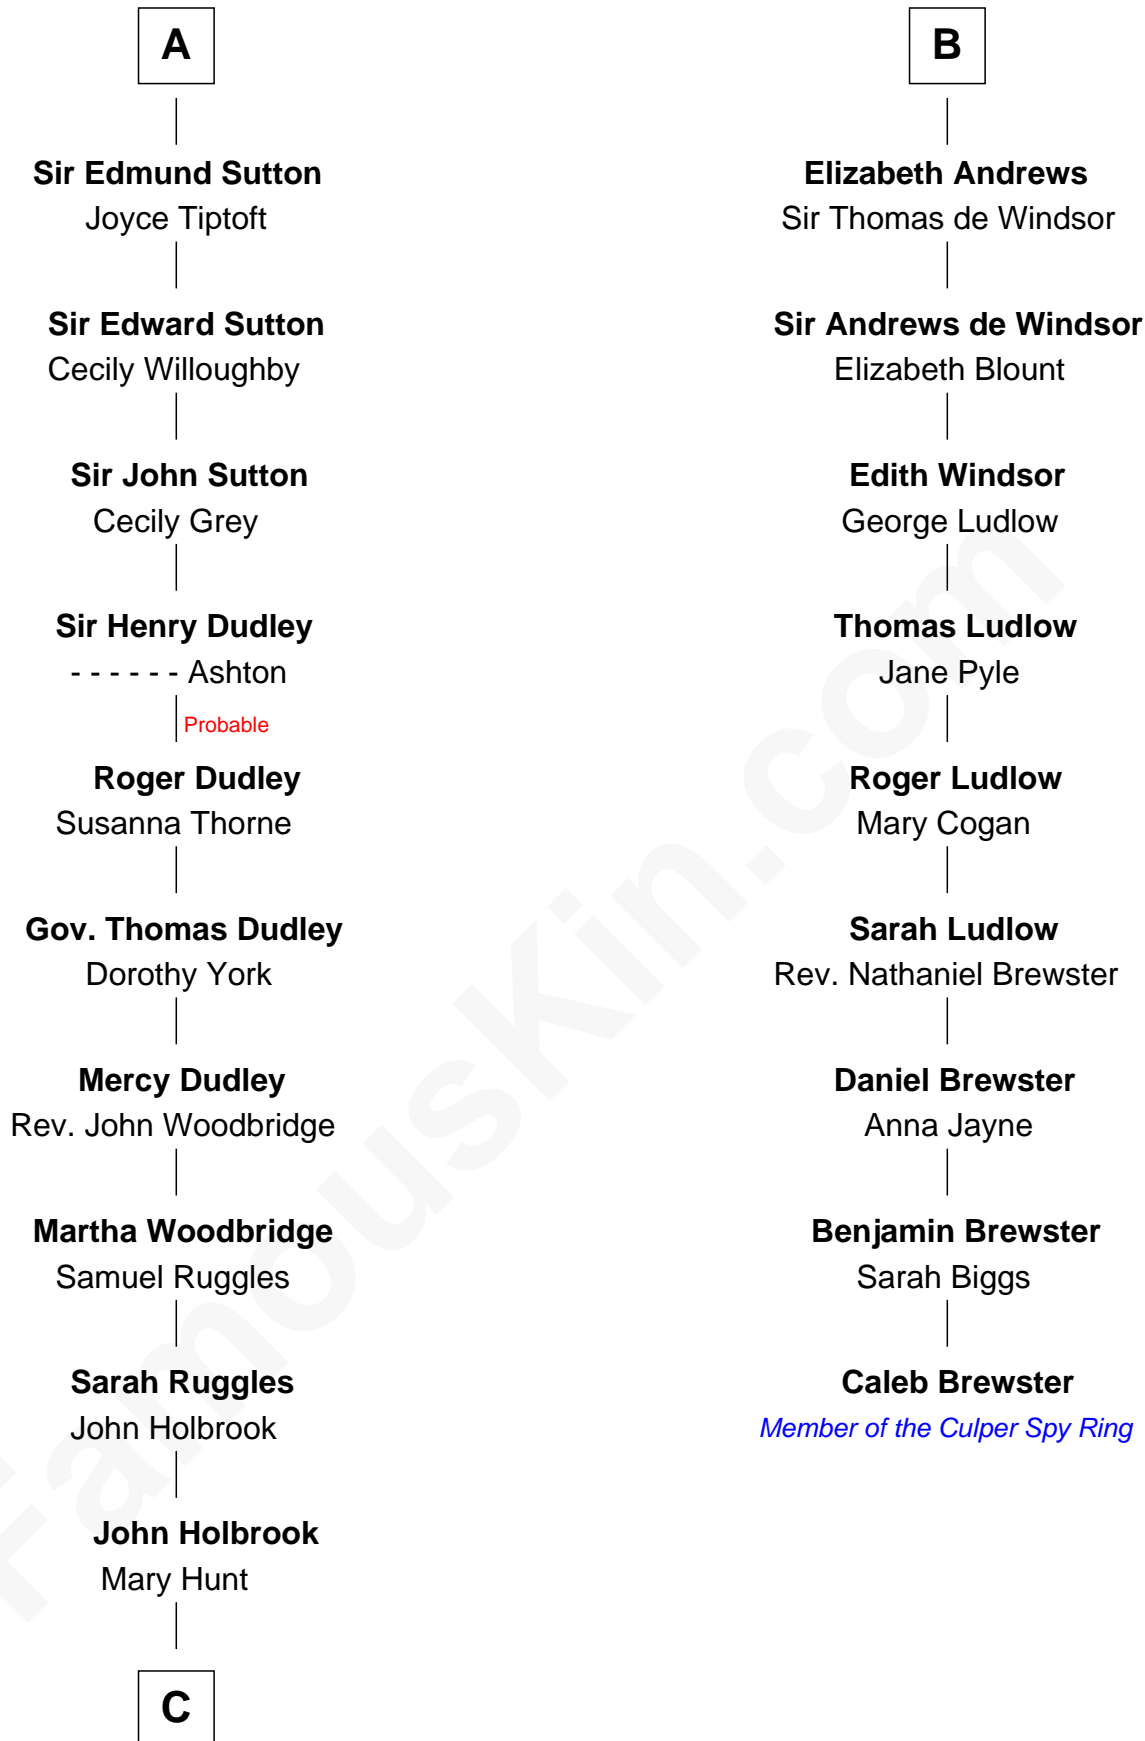 A
Sir Edmund Sutton
Joyce Tiptoft
Sir Edward Sutton
Cecily Willoughby
Sir John Sutton
Cecily Grey
Sir Henry Dudley
- - - - - - Ashton
Probable
Roger Dudley
Susanna Thorne
Gov. Thomas Dudley
Dorothy York
Mercy Dudley
Rev. John Woodbridge
Martha Woodbridge
Samuel Ruggles
Sarah Ruggles
John Holbrook
John Holbrook
Mary Hunt
C
B
Elizabeth Andrews
Sir Thomas de Windsor
Sir Andrews de Windsor
Elizabeth Blount
Edith Windsor
George Ludlow
Thomas Ludlow
Jane Pyle
Roger Ludlow
Mary Cogan
Sarah Ludlow
Rev. Nathaniel Brewster
Daniel Brewster
Anna Jayne
Benjamin Brewster
Sarah Biggs
Caleb Brewster
Member of the Culper Spy Ring
FamousKin.com